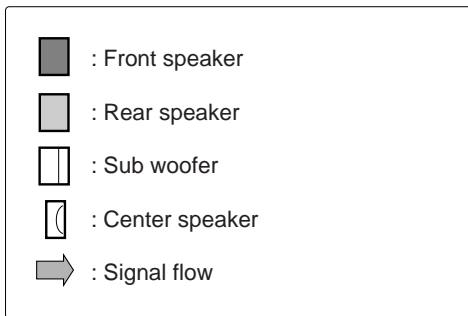 : Front speaker
: Rear speaker
: Sub woofer
: Center speaker
: Signal flow